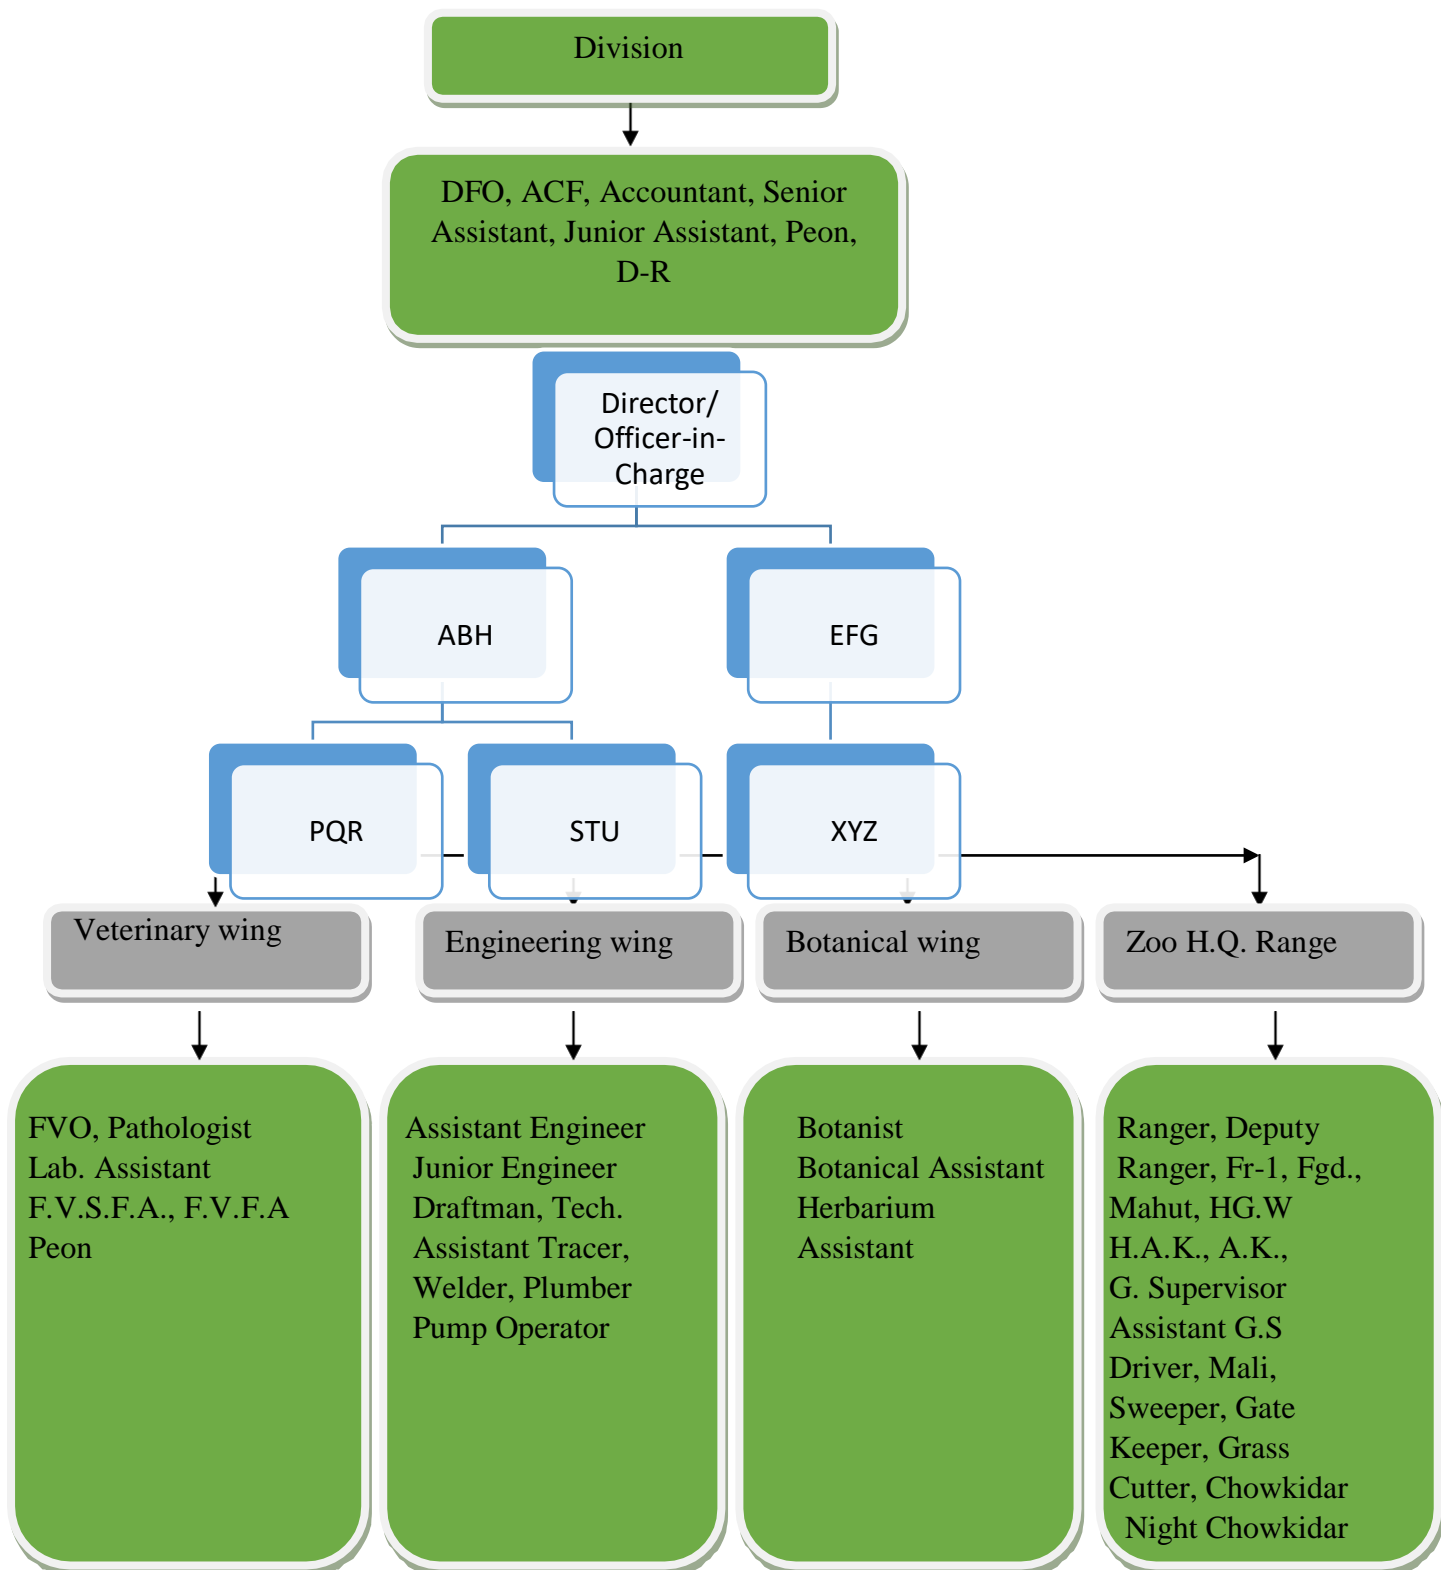 Division
DFO, ACF, Accountant, Senior
Assistant, Junior Assistant, Peon,
D-R
Director/
Officer-in-
Charge
ABH
EFG
PQR
STU
XYZ
Veterinary wing
Engineering wing
Botanical wing
Zoo H.Q. Range
FVO, Pathologist
Lab. Assistant
F.V.S.F.A., F.V.F.A
Peon
Assistant Engineer
Junior Engineer
Draftman, Tech.
Assistant Tracer,
Welder, Plumber
Pump Operator
Botanist
Botanical Assistant
Herbarium
Assistant
Ranger, Deputy
Ranger, Fr-1, Fgd.,
Mahut, HG.W
H.A.K., A.K.,
G. Supervisor
Assistant G.S
Driver, Mali,
Sweeper, Gate
Keeper, Grass
Cutter, Chowkidar
Night Chowkidar